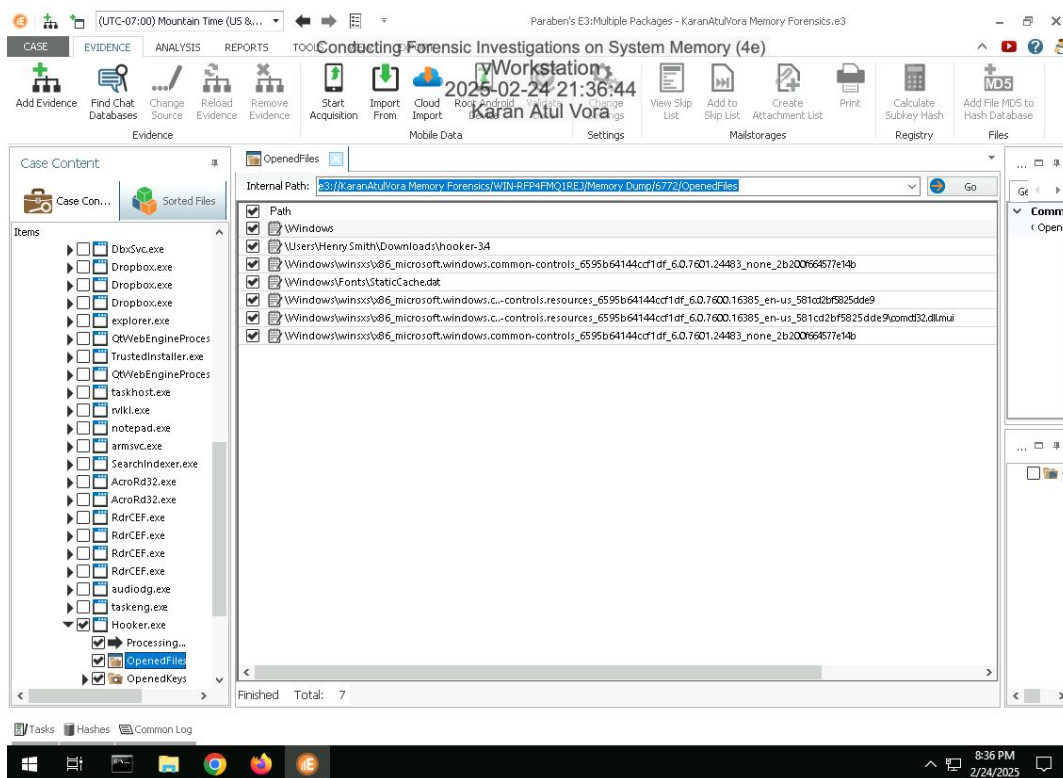 (UTC-07:00) Mountain Time (US &...
Paraben's E3:Multiple Packages - KaranAtulVora Memory Forensics.e3
CASE
EVIDENCE
ANALYSIS
REPORTS
Conducting Forensic Investigations on System Memory (4e)
vWorkstation
2025-02-24 21:36:44
Karan Atul Vora
Add Evidence
Find Chat Databases
Change Source
Reload Evidence
Remove Evidence
Evidence
Start Acquisition
Import From
Cloud Import
Root Android
Mobile Data
Settings
View Skip List
Add to Skip List
Create Attachment List
Print
Mailstorages
Calculate Subkey Hash
Registry
MD5
Add File MD5 to Hash Database
Files
Case Content
Case Con...
Sorted Files
Items
DbxSvc.exe
Dropbox.exe
Dropbox.exe
Dropbox.exe
explorer.exe
QtWebEngineProces
TrustedInstaller.exe
QtWebEngineProces
taskhost.exe
rvlkl.exe
notepad.exe
armsvc.exe
SearchIndexer.exe
AcroRd32.exe
AcroRd32.exe
RdrCEF.exe
RdrCEF.exe
RdrCEF.exe
RdrCEF.exe
audiodg.exe
taskeng.exe
Hooker.exe
Processing...
OpenedFiles
OpenedKeys
OpenedFiles
Internal Path: e3://KaranAtulVora Memory Forensics/WIN-RFP4FMQ1REJ/Memory Dump/6772/OpenedFiles
Go
Path
\Windows
\Users\Henry Smith\Downloads\hooker-3.4
\Windows\winsxs\x86_microsoft.windows.common-controls_6595b64144ccf1df_6.0.7601.24483_none_2b200f664577e14b
\Windows\Fonts\StaticCache.dat
\Windows\winsxs\x86_microsoft.windows.c..-controls.resources_6595b64144ccf1df_6.0.7600.16385_en-us_581cd2bf5825dde9
\Windows\winsxs\x86_microsoft.windows.c..-controls.resources_6595b64144ccf1df_6.0.7600.16385_en-us_581cd2bf5825dde9\comctl32.dll.mui
\Windows\winsxs\x86_microsoft.windows.common-controls_6595b64144ccf1df_6.0.7601.24483_none_2b200f664577e14b
Finished Total: 7
...
Ge
Comm
Open
...
Tasks
Hashes
Common Log
8:36 PM
2/24/2025